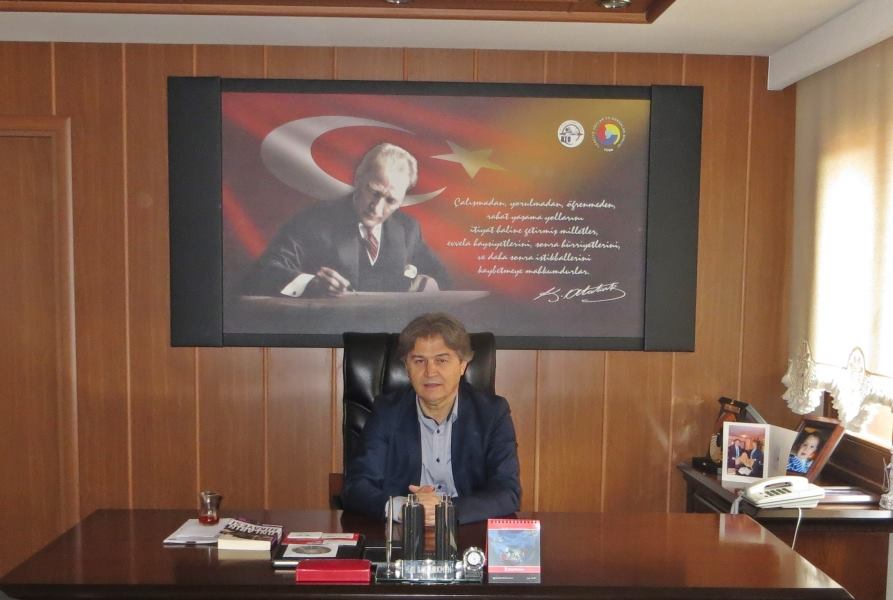 Çalışmadan, yorulmadan, öğrenmeden,
rahat yaşama yollarını
itiyat haline getirmiş milletler,
evvela haysiyetlerini, sonra hürriyetlerini,
ve daha sonra istikballerini
kaybetmeye mahkumdurlar.
K. Atatürk